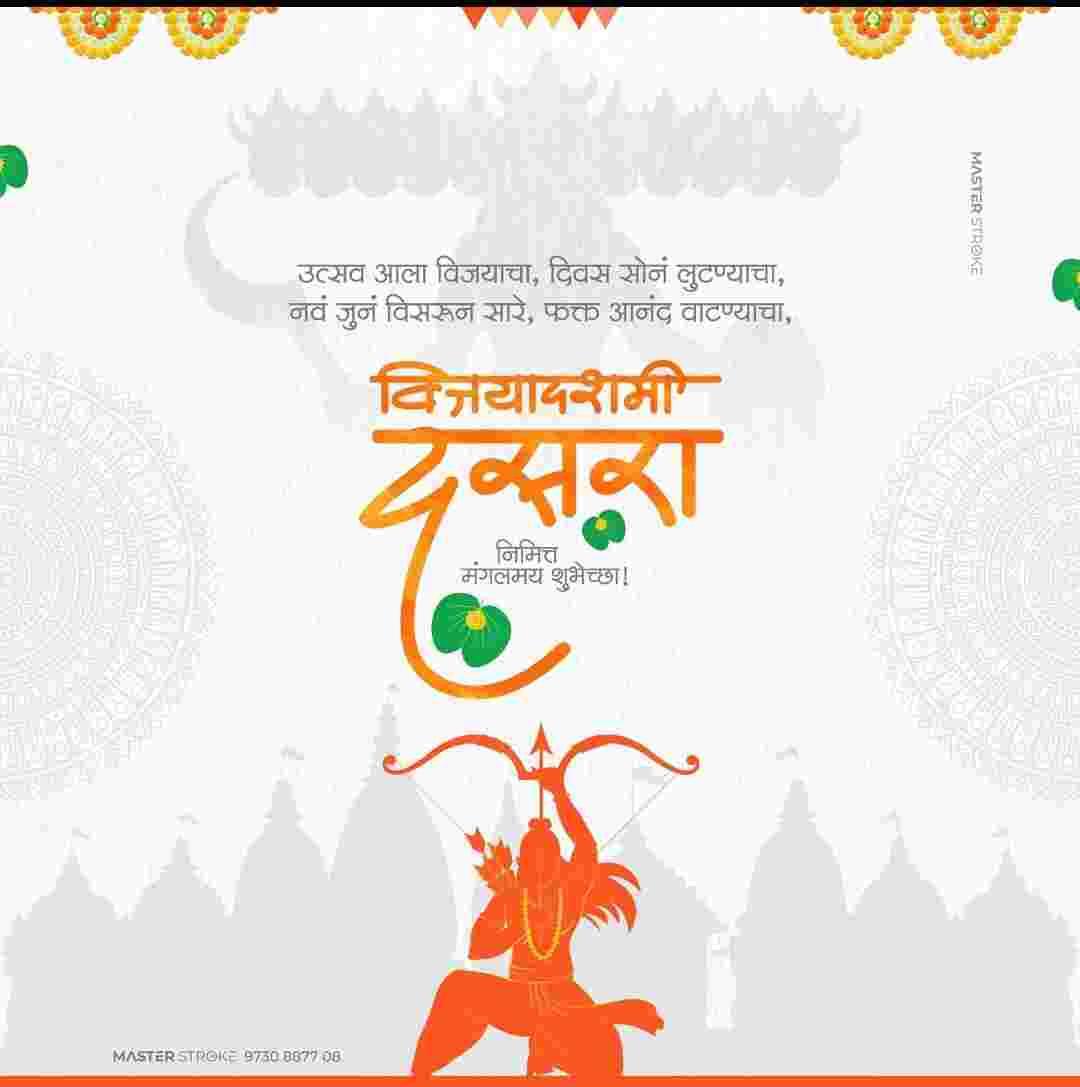 MASTER STROKE
उत्सव आला विजयाचा, दिवस सोनं लुटण्याचा,
नवं जुनं विसरून सारे, फक्त आनंद वाटण्याचा,
विजयादशमी
दसरा
निमित्त
मंगलमय शुभेच्छा!
MASTER STROKE 9730 8877 08